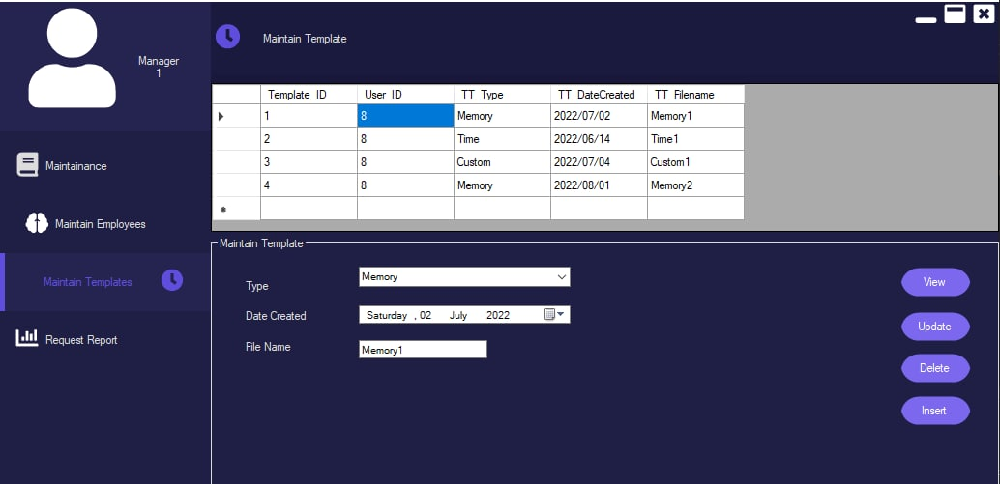 Manager
1
Maintainance
Maintain Employees
Maintain Templates
Request Report
Maintain Template
Template_ID User_ID TT_Type TT_DateCreated TT_Filename
1 8 Memory 2022/07/02 Memory1
2 8 Time 2022/06/14 Time1
3 8 Custom 2022/07/04 Custom1
4 8 Memory 2022/08/01 Memory2
Maintain Template
Type Memory
Date Created Saturday , 02 July 2022
File Name Memory1
View
Update
Delete
Insert